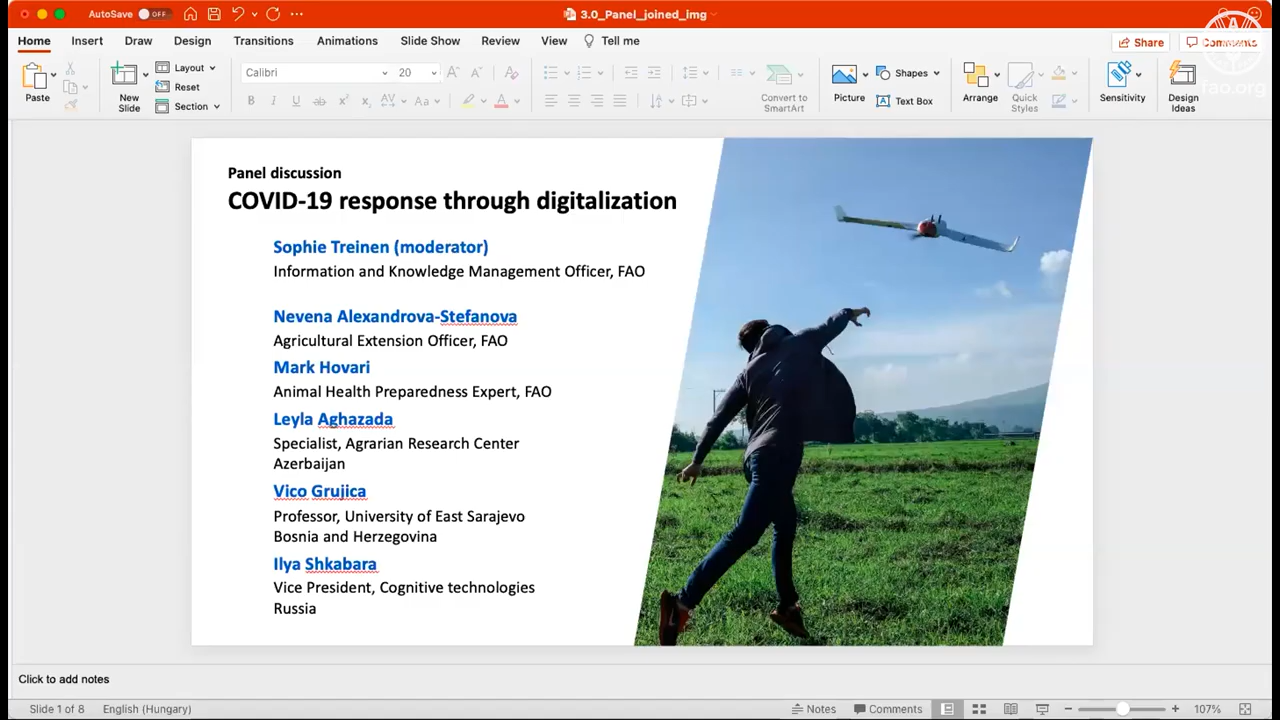 AutoSave OFF
3.0_Panel_joined_img
Home Insert Draw Design Transitions Animations Slide Show Review View Tell me
Share Comments
Paste
New
Slide
Layout
Reset
Section
Calibri 20
Convert to
SmartArt
Picture
Shapes
Text Box
Arrange
Quick
Styles
Sensitivity
Design
Ideas
fao.org
Panel discussion
COVID-19 response through digitalization
Sophie Treinen (moderator)
Information and Knowledge Management Officer, FAO
Nevena Alexandrova-Stefanova
Agricultural Extension Officer, FAO
Mark Hovari
Animal Health Preparedness Expert, FAO
Leyla Aghazada
Specialist, Agrarian Research Center
Azerbaijan
Vico Grujica
Professor, University of East Sarajevo
Bosnia and Herzegovina
Ilya Shkabara
Vice President, Cognitive technologies
Russia
Click to add notes
Slide 1 of 8 English (Hungary) Notes Comments 107%